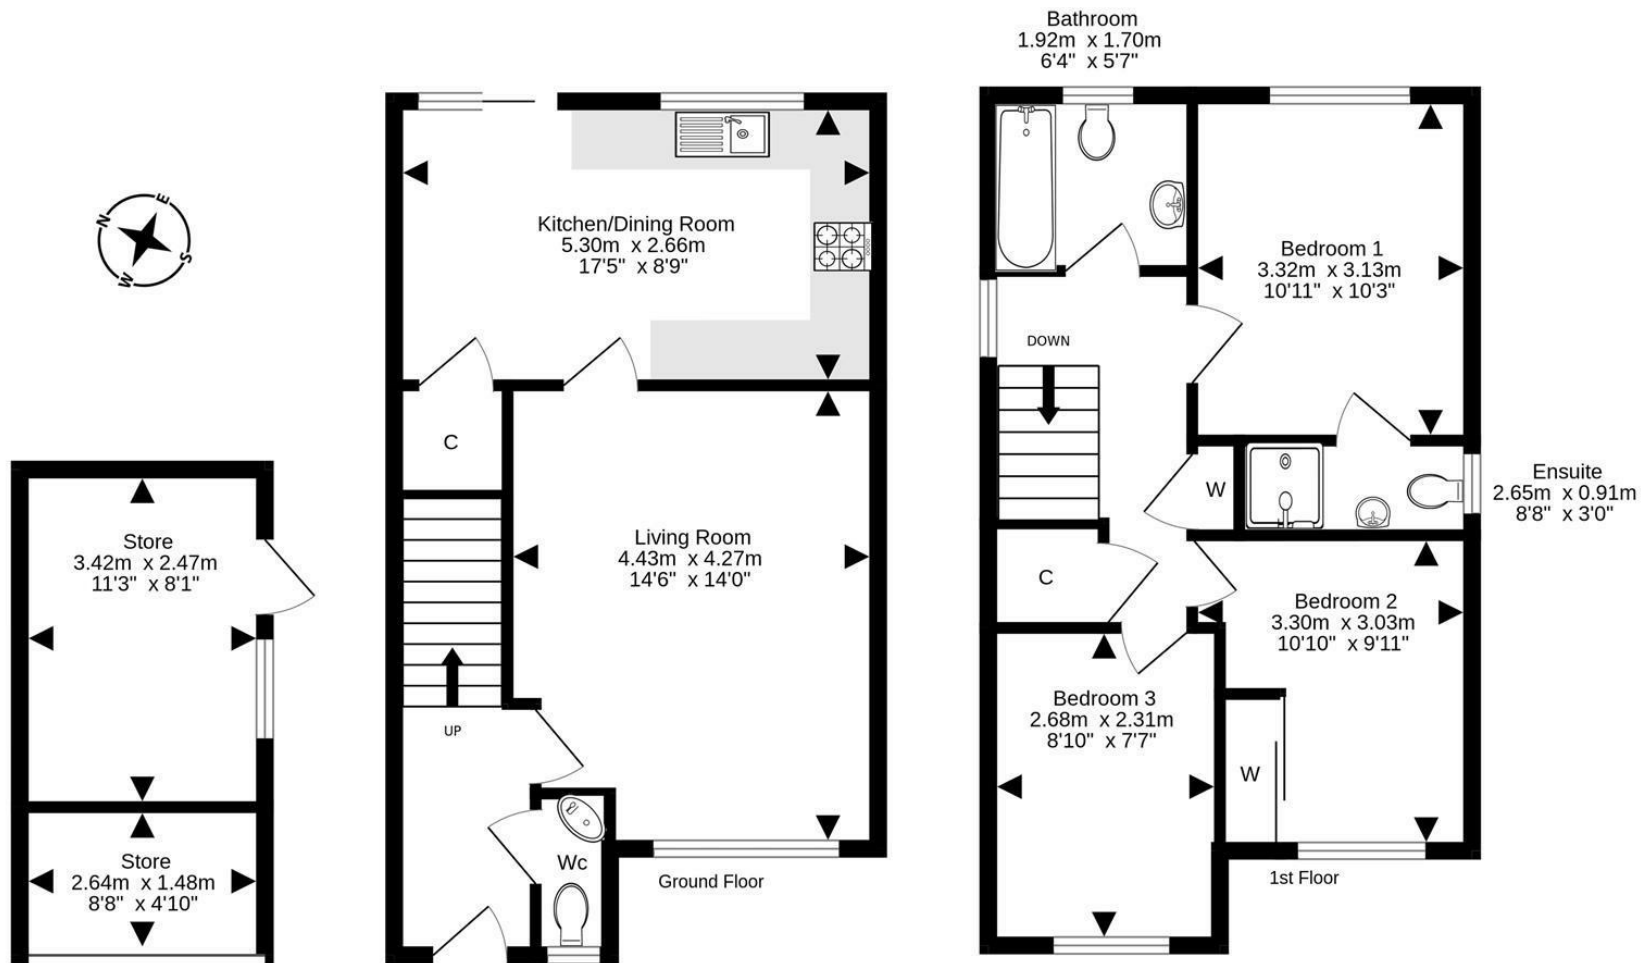 N
E
S
W
Store
3.42m x 2.47m
11'3" x 8'1"
Store
2.64m x 1.48m
8'8" x 4'10"
Kitchen/Dining Room
5.30m x 2.66m
17'5" x 8'9"
C
Living Room
4.43m x 4.27m
14'6" x 14'0"
UP
Wc
Ground Floor
Bathroom
1.92m x 1.70m
6'4" x 5'7"
Bedroom 1
3.32m x 3.13m
10'11" x 10'3"
DOWN
W
Ensuite
2.65m x 0.91m
8'8" x 3'0"
C
Bedroom 2
3.30m x 3.03m
10'10" x 9'11"
Bedroom 3
2.68m x 2.31m
8'10" x 7'7"
W
1st Floor